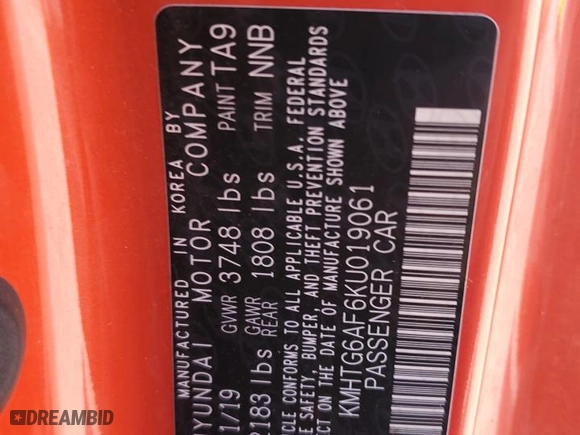 MANUFACTURED IN KOREA BY
HYUNDAI MOTOR COMPANY
1/19 GVWR 3748 lbs PAINT TA9
2183 lbs GAWR REAR 1808 lbs TRIM NNB
CONFORMS TO ALL APPLICABLE U.S.A. FEDERAL
SAFETY, BUMPER, AND THEFT PREVENTION STANDARDS
ON THE DATE OF MANUFACTURE SHOWN ABOVE
KMHTG6AF6KU019061
PASSENGER CAR
DREAMBID